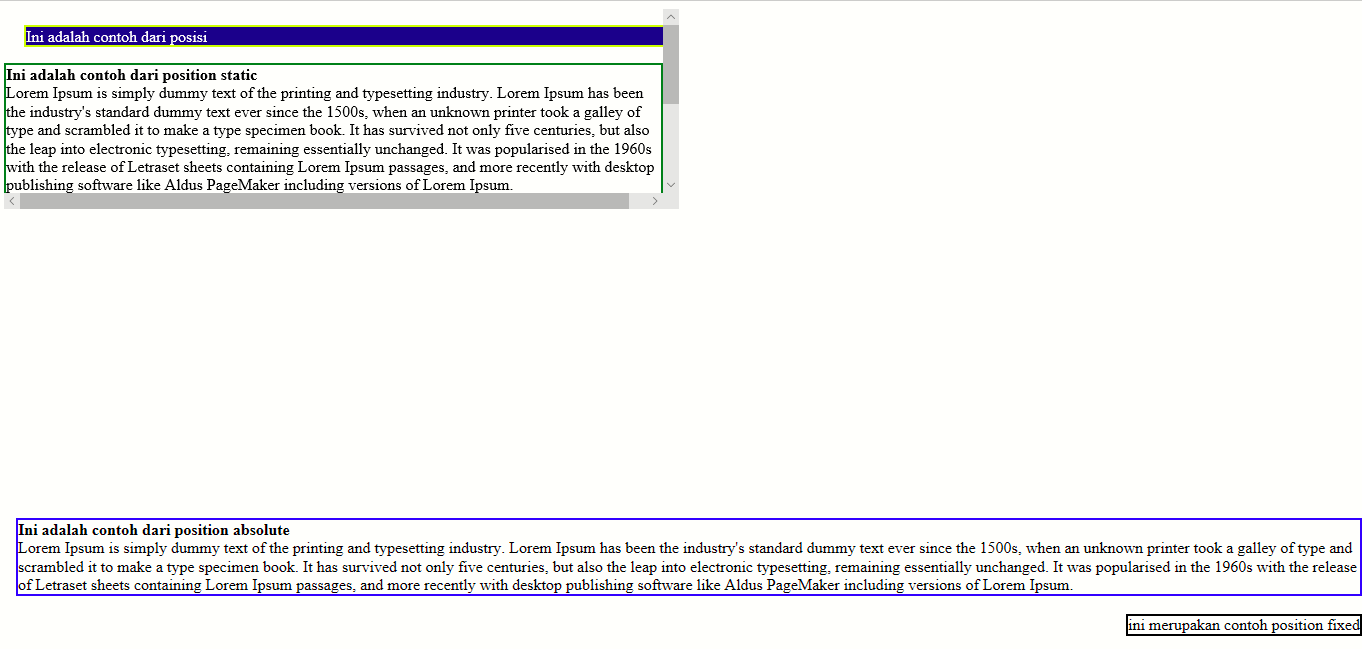 Ini adalah contoh dari posisi
Ini adalah contoh dari position static
Lorem Ipsum is simply dummy text of the printing and typesetting industry. Lorem Ipsum has been
the industry's standard dummy text ever since the 1500s, when an unknown printer took a galley of
type and scrambled it to make a type specimen book. It has survived not only five centuries, but also
the leap into electronic typesetting, remaining essentially unchanged. It was popularised in the 1960s
with the release of Letraset sheets containing Lorem Ipsum passages, and more recently with desktop
publishing software like Aldus PageMaker including versions of Lorem Ipsum.
Ini adalah contoh dari position absolute
Lorem Ipsum is simply dummy text of the printing and typesetting industry. Lorem Ipsum has been the industry's standard dummy text ever since the 1500s, when an unknown printer took a galley of type and
scrambled it to make a type specimen book. It has survived not only five centuries, but also the leap into electronic typesetting, remaining essentially unchanged. It was popularised in the 1960s with the release
of Letraset sheets containing Lorem Ipsum passages, and more recently with desktop publishing software like Aldus PageMaker including versions of Lorem Ipsum.
ini merupakan contoh position fixed